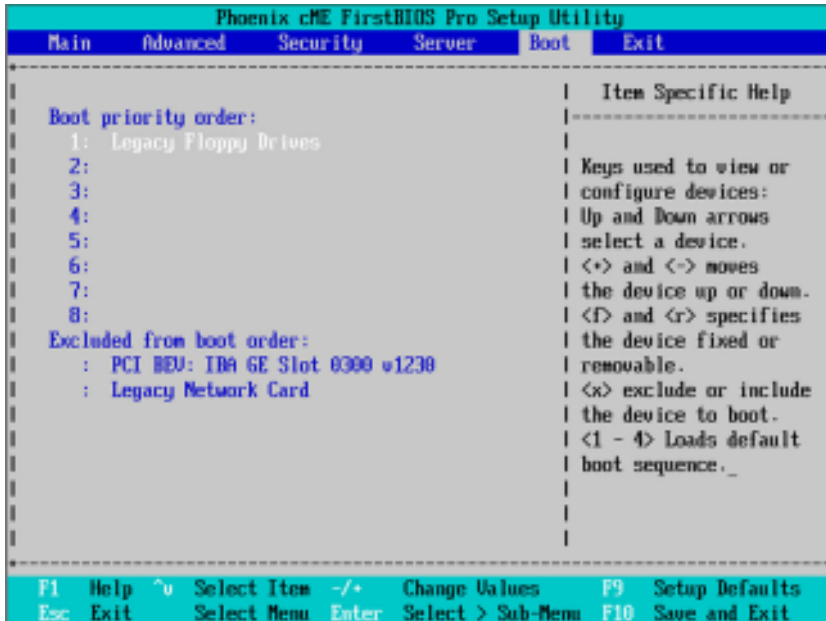 Phoenix cME FirstBIOS Pro Setup Utility
Main Advanced Security Server Boot Exit
Item Specific Help
Boot priority order:
1: Legacy Floppy Drives
2:
3:
4:
5:
6:
7:
8:
Excluded from boot order:
: PCI BEV: IBA GE Slot 0300 v1230
: Legacy Network Card
Keys used to view or
configure devices:
Up and Down arrows
select a device.
<+> and <-> moves
the device up or down.
<f> and <r> specifies
the device fixed or
removable.
<x> exclude or include
the device to boot.
<1 - 4> Loads default
boot sequence._
F1 Help ^v Select Item -/+ Change Values F9 Setup Defaults
Esc Exit Select Menu Enter Select > Sub-Menu F10 Save and Exit